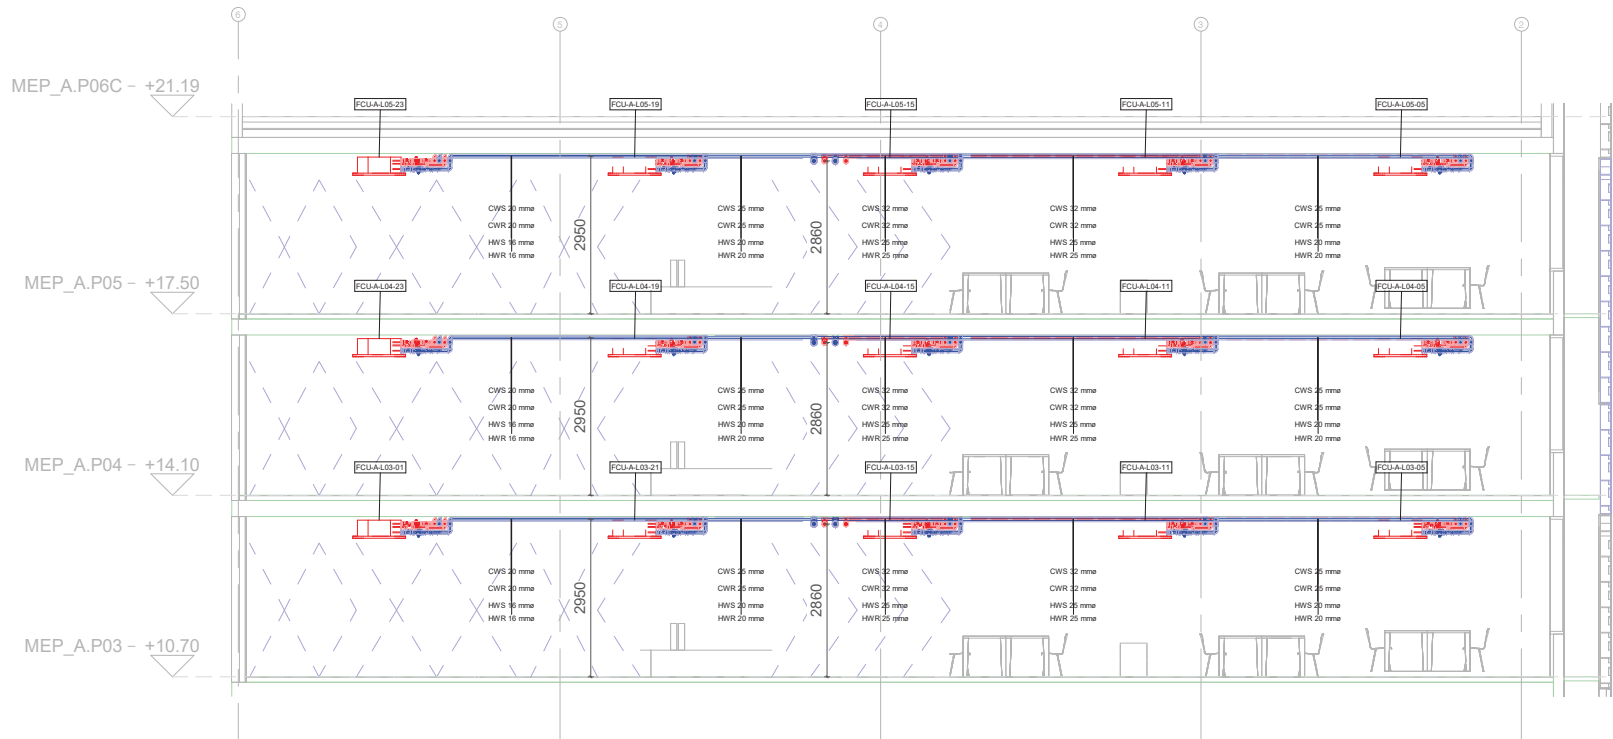 6
5
4
3
2
MEP_A.P06C - +21.19
FCU-A-L05-23
FCU-A-L05-19
FCU-A-L05-15
FCU-A-L05-11
FCU-A-L05-05
CWS 20 mmø
CWR 20 mmø
HWS 16 mmø
HWR 16 mmø
2950
CWS 25 mmø
CWR 25 mmø
HWS 20 mmø
HWR 20 mmø
2860
CWS 32 mmø
CWR 32 mmø
HWS 25 mmø
HWR 25 mmø
CWS 32 mmø
CWR 32 mmø
HWS 25 mmø
HWR 25 mmø
CWS 25 mmø
CWR 25 mmø
HWS 20 mmø
HWR 20 mmø
MEP_A.P05 - +17.50
FCU-A-L04-23
FCU-A-L04-19
FCU-A-L04-15
FCU-A-L04-11
FCU-A-L04-05
CWS 20 mmø
CWR 20 mmø
HWS 16 mmø
HWR 16 mmø
2950
CWS 25 mmø
CWR 25 mmø
HWS 20 mmø
HWR 20 mmø
2860
CWS 32 mmø
CWR 32 mmø
HWS 25 mmø
HWR 25 mmø
CWS 32 mmø
CWR 32 mmø
HWS 25 mmø
HWR 25 mmø
CWS 25 mmø
CWR 25 mmø
HWS 20 mmø
HWR 20 mmø
MEP_A.P04 - +14.10
FCU-A-L03-01
FCU-A-L03-21
FCU-A-L03-15
FCU-A-L03-11
FCU-A-L03-05
CWS 20 mmø
CWR 20 mmø
HWS 16 mmø
HWR 16 mmø
2950
CWS 25 mmø
CWR 25 mmø
HWS 20 mmø
HWR 20 mmø
2860
CWS 32 mmø
CWR 32 mmø
HWS 25 mmø
HWR 25 mmø
CWS 32 mmø
CWR 32 mmø
HWS 25 mmø
HWR 25 mmø
CWS 25 mmø
CWR 25 mmø
HWS 20 mmø
HWR 20 mmø
MEP_A.P03 - +10.70